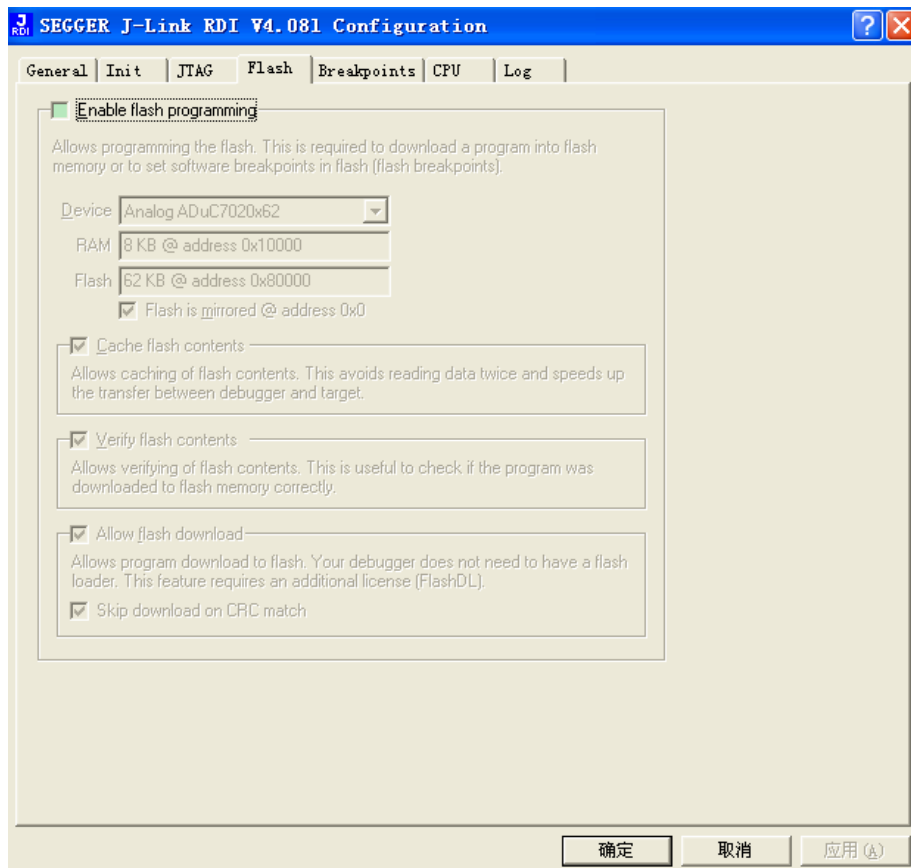 J
RDI
SEGGER J-Link RDI V4.081 Configuration
General Init JTAG Flash Breakpoints CPU Log
Enable flash programming
Allows programming the flash. This is required to download a program into flash
memory or to set software breakpoints in flash (flash breakpoints).
Device Analog ADuC7020x62
RAM 8 KB @ address 0x10000
Flash 62 KB @ address 0x80000
Flash is mirrored @ address 0x0
Cache flash contents
Allows caching of flash contents. This avoids reading data twice and speeds up
the transfer between debugger and target.
Verify flash contents
Allows verifying of flash contents. This is useful to check if the program was
downloaded to flash memory correctly.
Allow flash download
Allows program download to flash. Your debugger does not need to have a flash
loader. This feature requires an additional license (FlashDL).
Skip download on CRC match
确定 取消 应用(A)